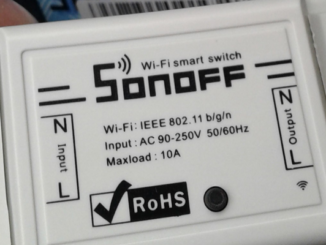 Wi-Fi smart switch
SONOFF
Wi-Fi: IEEE 802.11 b/g/n
Input : AC 90-250V 50/60Hz
Maxload : 10A
N
Input
L
N
Output
L
RoHS